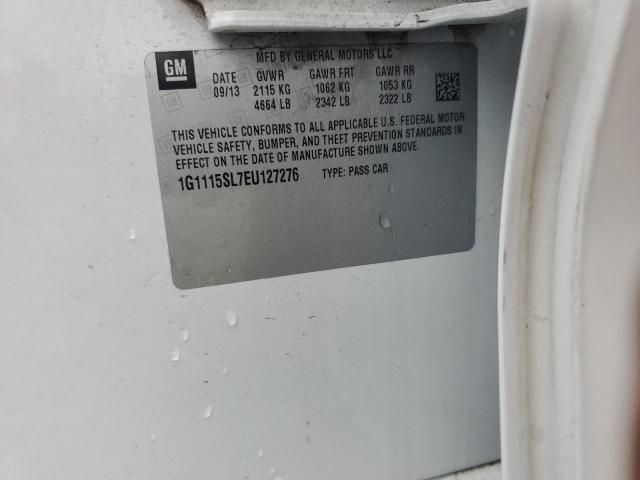 MFD BY GENERAL MOTORS LLC
GM
DATE GVWR GAWR FRT GAWR RR
09/13 2115 KG 1062 KG 1053 KG
4664 LB 2342 LB 2322 LB
THIS VEHICLE CONFORMS TO ALL APPLICABLE U.S. FEDERAL MOTOR
VEHICLE SAFETY, BUMPER, AND THEFT PREVENTION STANDARDS IN
EFFECT ON THE DATE OF MANUFACTURE SHOWN ABOVE.
1G1115SL7EU127276 TYPE: PASS CAR